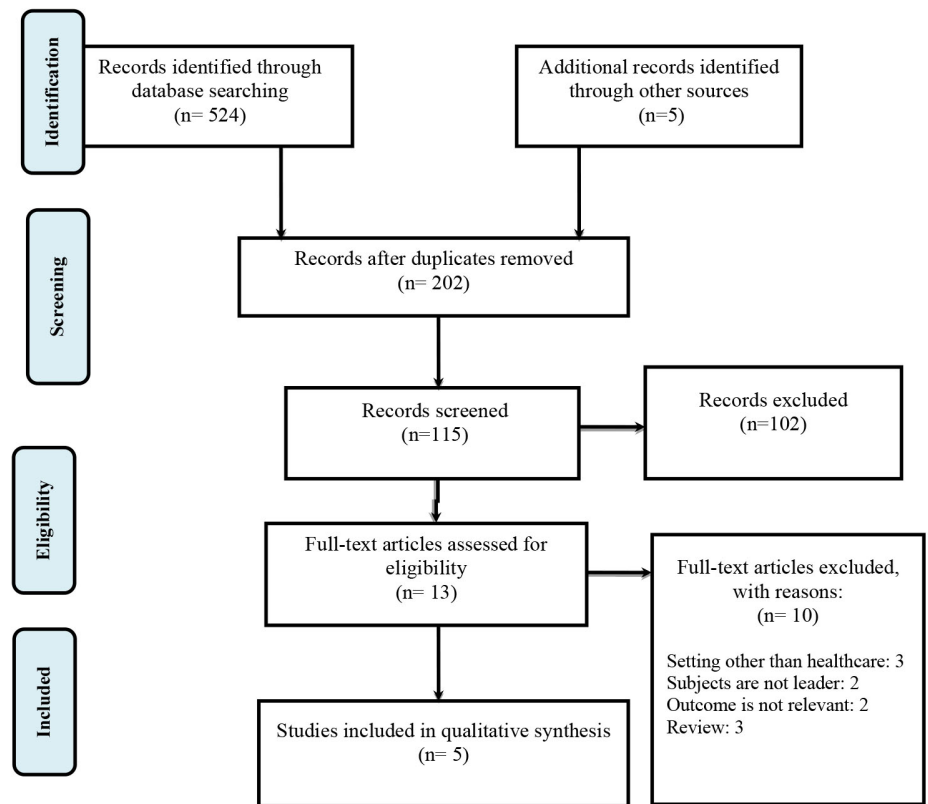 Identification
Records identified through
database searching
(n= 524)
Additional records identified
through other sources
(n=5)
Screening
Records after duplicates removed
(n= 202)
Records screened
(n=115)
Records excluded
(n=102)
Eligibility
Full-text articles assessed for
eligibility
(n= 13)
Full-text articles excluded,
with reasons:
(n= 10)
Setting other than healthcare: 3
Subjects are not leader: 2
Outcome is not relevant: 2
Review: 3
Included
Studies included in qualitative synthesis
(n= 5)